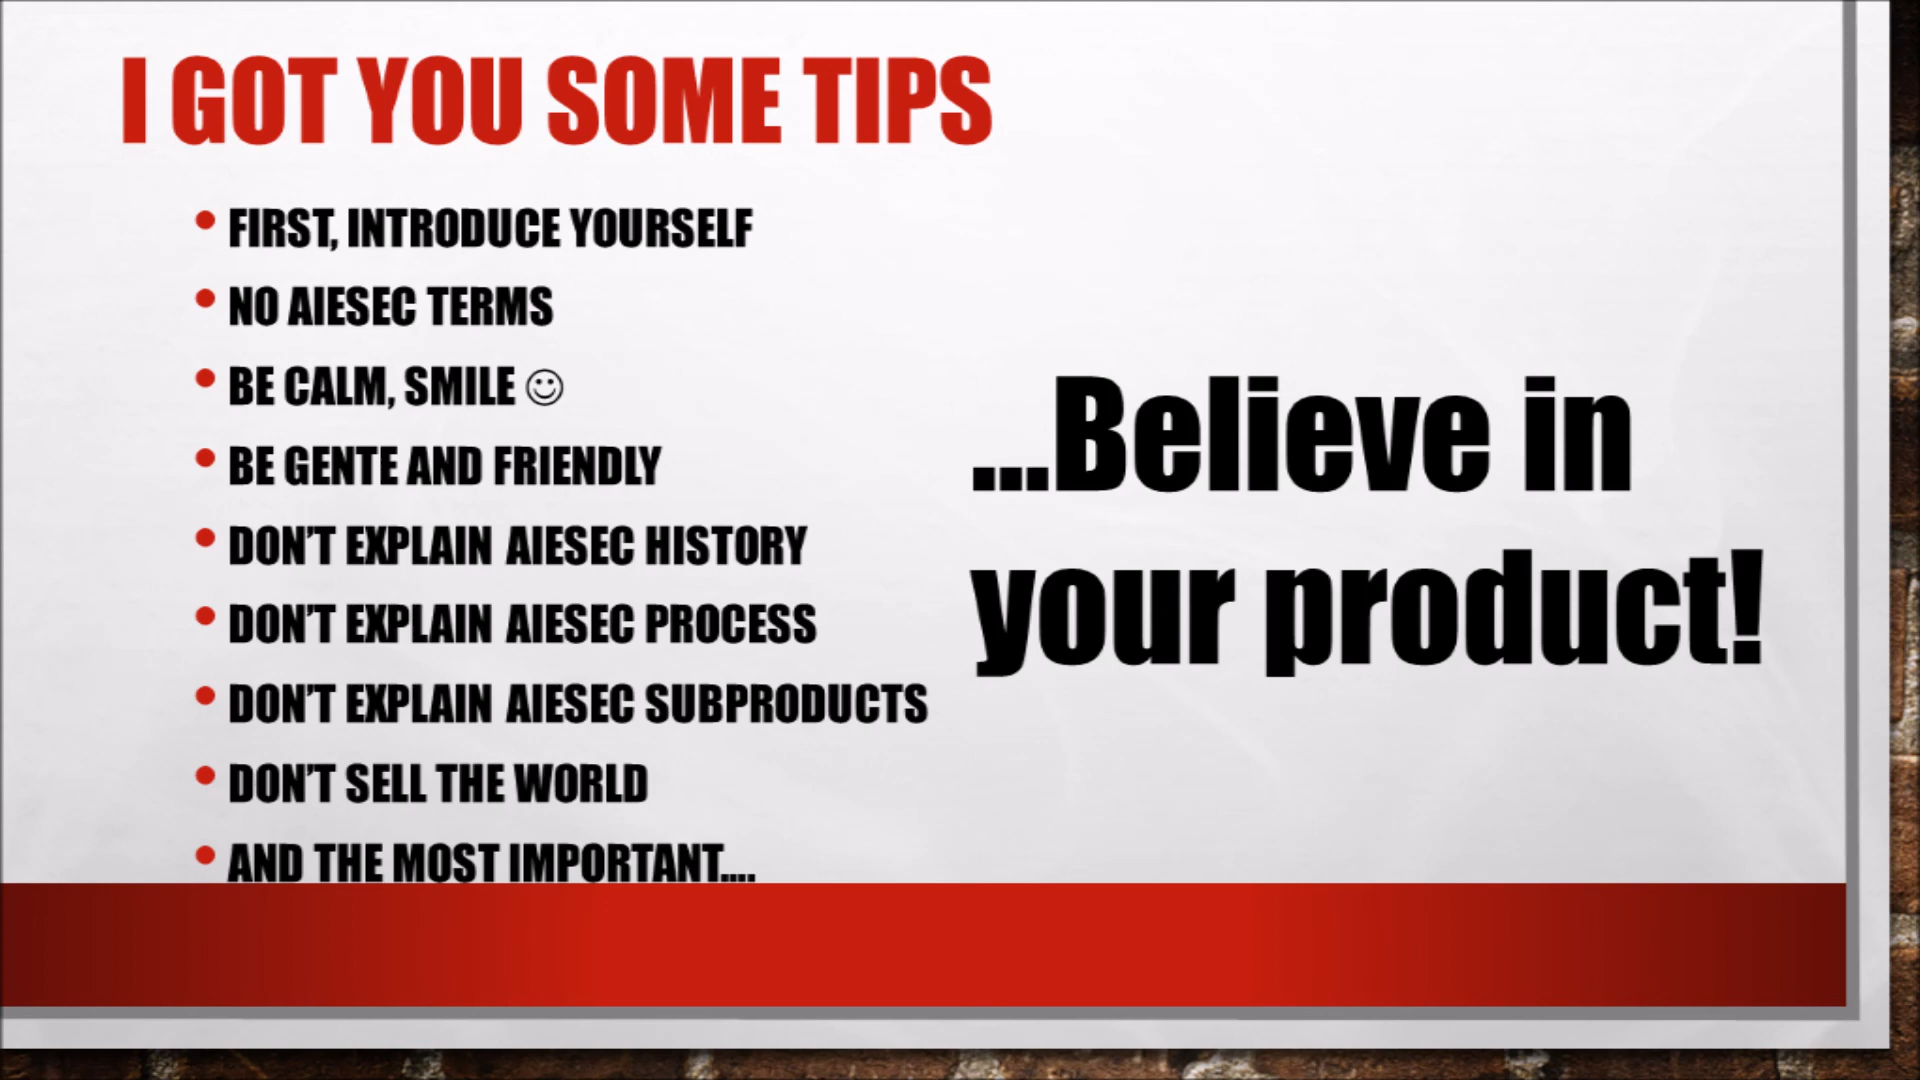 I GOT YOU SOME TIPS
• FIRST, INTRODUCE YOURSELF
• NO AIESEC TERMS
• BE CALM, SMILE ☺
• BE GENTE AND FRIENDLY
• DON'T EXPLAIN AIESEC HISTORY
• DON'T EXPLAIN AIESEC PROCESS
• DON'T EXPLAIN AIESEC SUBPRODUCTS
• DON'T SELL THE WORLD
• AND THE MOST IMPORTANT....
...Believe in
your product!